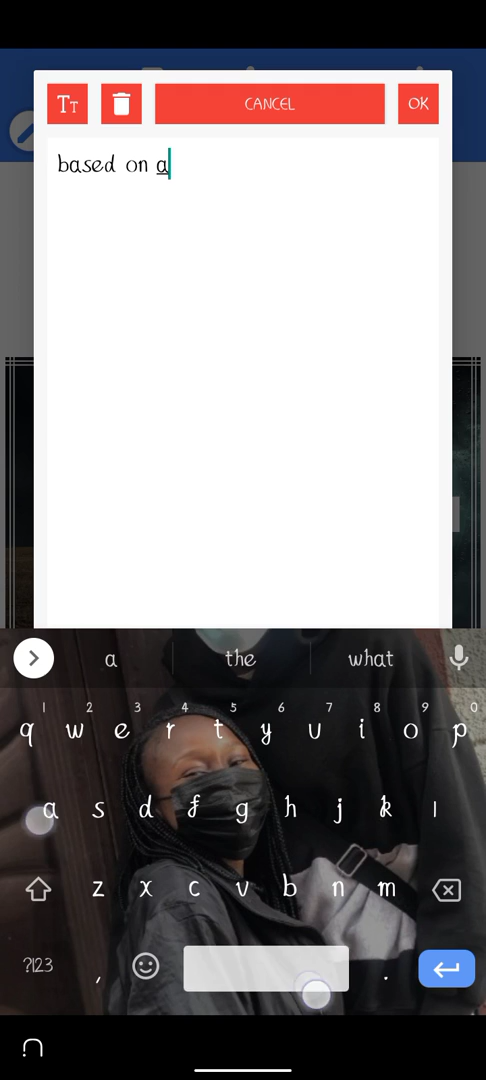 Tт CANCEL OK
based on a
a the what
1 2 3 4 5 6 7 8 9 0
q w e r t y u i o p
a s d f g h j k l
z x c v b n m
?123 , .